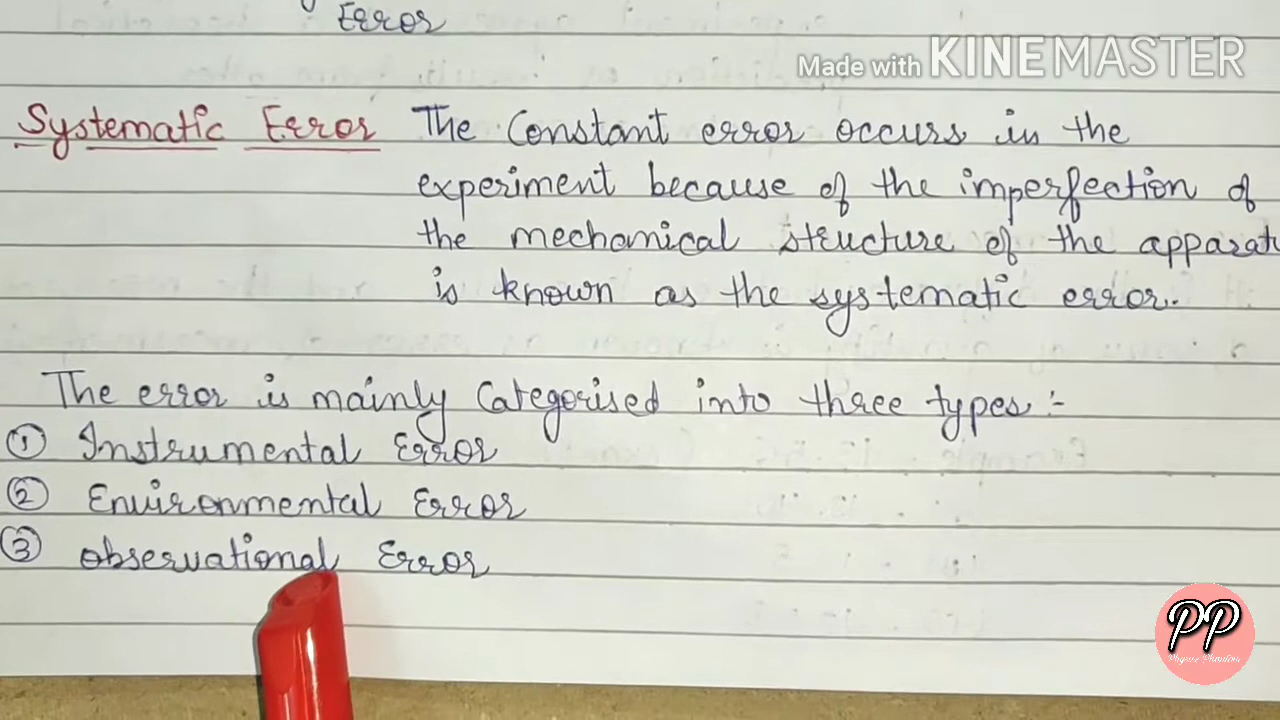 Error
Made with KINEMASTER
Systematic Error The Constant error occurs in the
experiment because of the imperfection of
the mechanical structure of the apparat
is known as the systematic error.
The error is mainly Categorised into three types :-
① Instrumental Error
② Environmental Error
③ Observational Error
PP